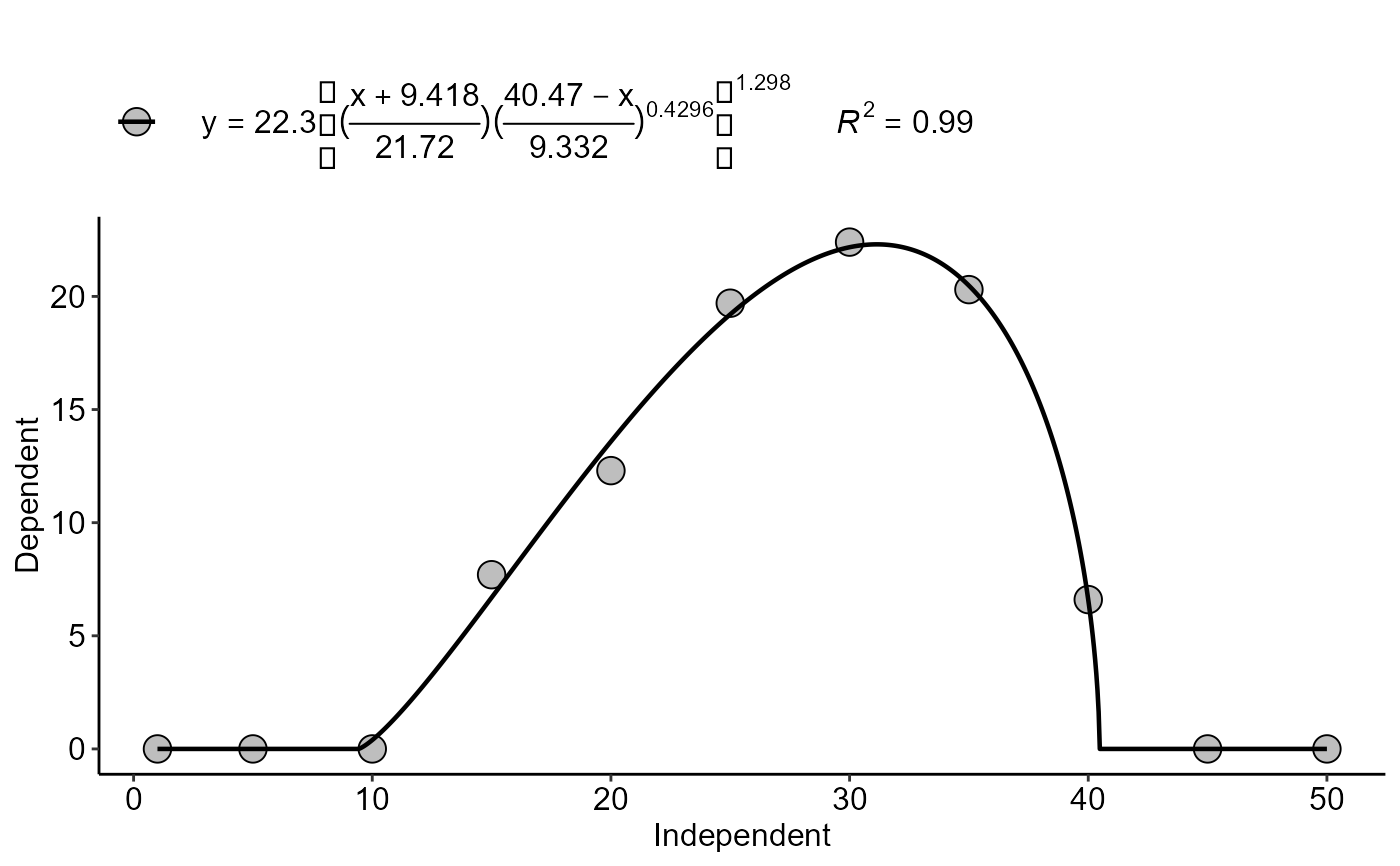 y = 22.3▯(x + 9.418/21.72)(40.47 − x/9.332)^0.4296▯^1.298 R² = 0.99
20
15
10
5
0
Dependent
0 10 20 30 40 50
Independent